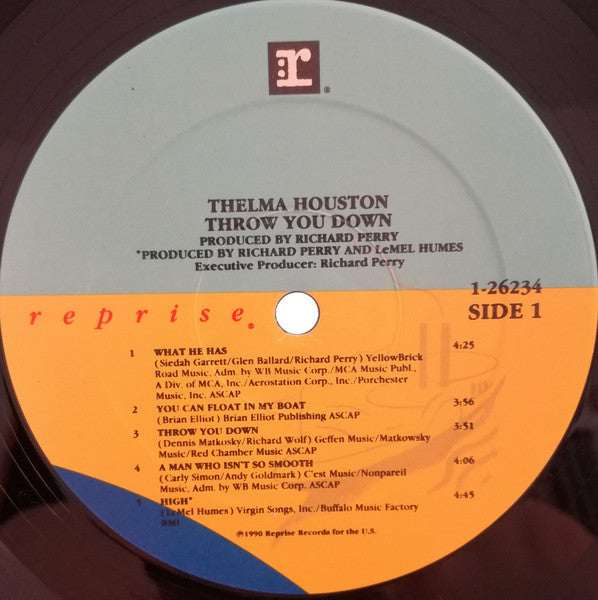 r®
THELMA HOUSTON
THROW YOU DOWN
PRODUCED BY RICHARD PERRY
*PRODUCED BY RICHARD PERRY AND LeMEL HUMES
Executive Producer: Richard Perry
1-26234
reprise®
SIDE 1
1 WHAT HE HAS 4:25
(Siedah Garrett/Glen Ballard/Richard Perry) YellowBrick
Road Music, Adm. by WB Music Corp./MCA Music Publ.,
A Div. of MCA, Inc./Aerostation Corp., Inc./Porchester
Music, Inc. ASCAP
2 YOU CAN FLOAT IN MY BOAT 3:56
(Brian Elliot) Brian Elliot Publishing ASCAP
3 THROW YOU DOWN 3:51
(Dennis Matkosky/Richard Wolf) Geffen Music/Matkowsky
Music/Red Chamber Music ASCAP
4 A MAN WHO ISN'T SO SMOOTH 4:06
(Carly Simon/Andy Goldmark) C'est Music/Nonpareil
Music, Adm. by WB Music Corp. ASCAP
5 HIGH* 4:45
(LeMel Humes) Virgin Songs, Inc./Buffalo Music Factory
BMI
℗©1990 Reprise Records for the U.S.